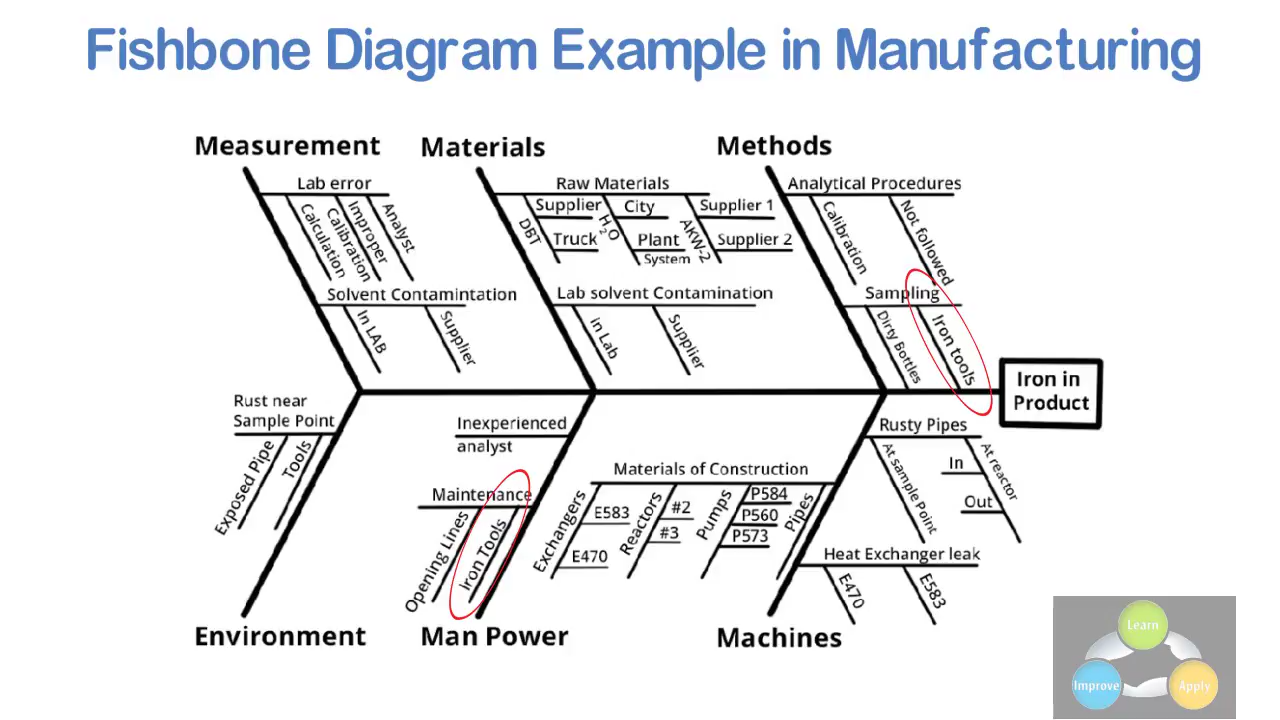 Fishbone Diagram Example in Manufacturing
Measurement
Lab error
Calculation
Improper
Calibration
Analyst
Solvent Contamintation
In LAB
Supplier
Materials
Raw Materials
DBT
Supplier
Truck
H₂O
City
Plant
System
AKW-2
Supplier 1
Supplier 2
Lab solvent Contamination
in Lab
Supplier
Methods
Analytical Procedures
Calibration
Not followed
Sampling
Dirty Bottles
Iron tools
Iron in
Product
Rust near
Sample Point
Exposed Pipe
Tools
Environment
Inexperienced
analyst
Maintenance
Opening Lines
Iron Tools
Man Power
Materials of Construction
Exchangers
E583
E470
Reactors
#2
#3
Pumps
P584
P560
P573
Pipes
Rusty Pipes
At sample Point
At reactor
In
Out
Heat Exchanger leak
E470
E583
Machines
Learn
Improve
Apply